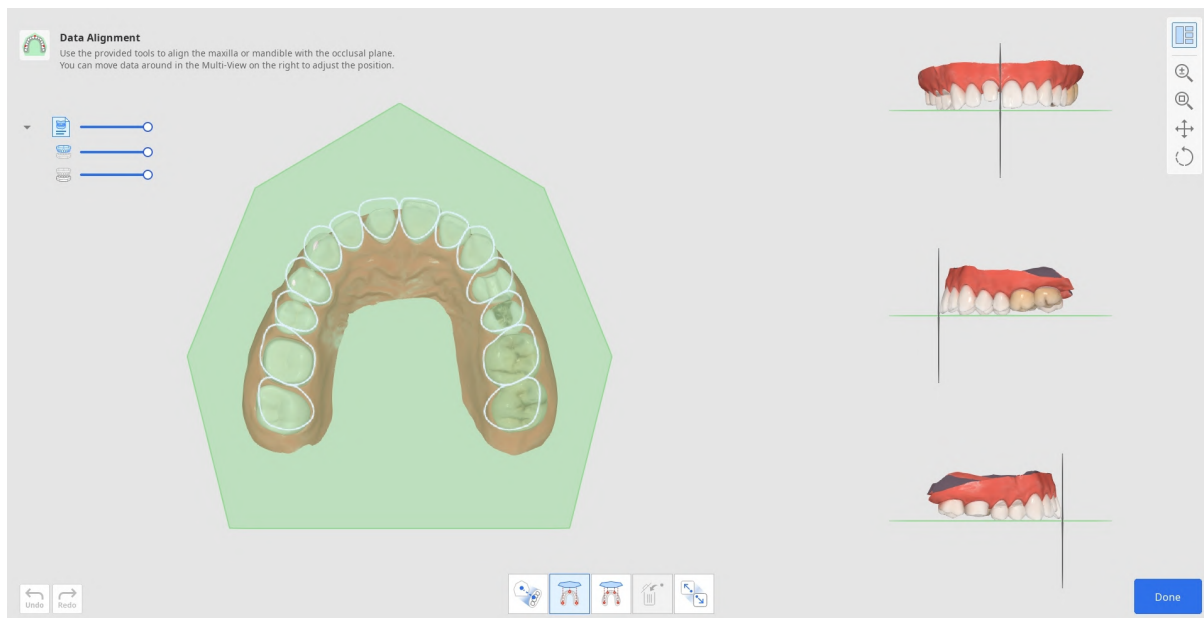 Data Alignment
Use the provided tools to align the maxilla or mandible with the occlusal plane.
You can move data around in the Multi-View on the right to adjust the position.
Undo
Redo
Done